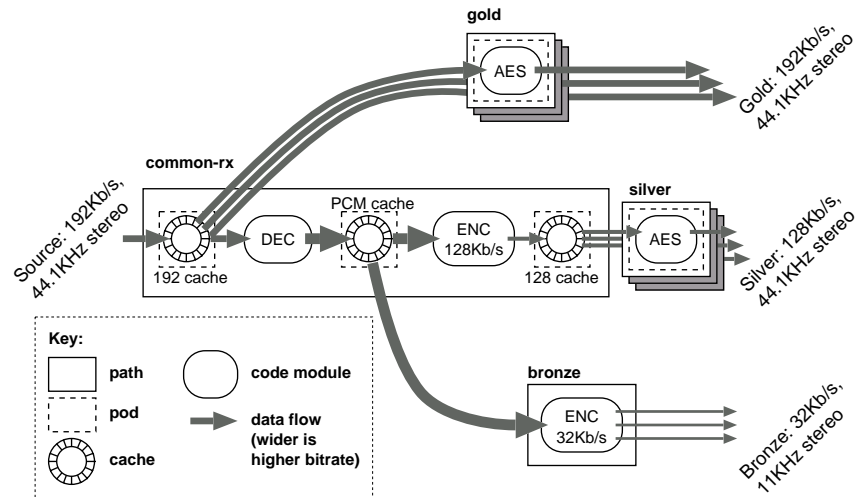 gold
AES
Gold: 192Kb/s,
44.1KHz stereo
common-rx
Source: 192Kb/s,
44.1KHz stereo
192 cache
DEC
PCM cache
ENC
128Kb/s
128 cache
silver
AES
Silver: 128Kb/s,
44.1KHz stereo
Key:
path
pod
cache
code module
data flow
(wider is
higher bitrate)
bronze
ENC
32Kb/s
Bronze: 32Kb/s,
11KHz stereo